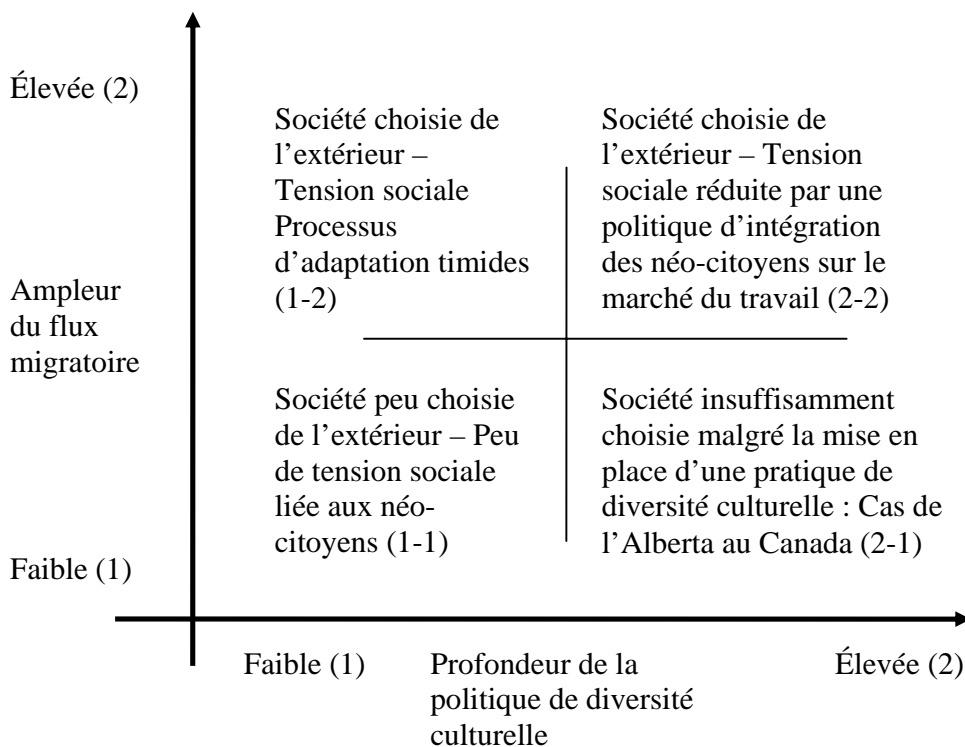 Élevée (2)
Société choisie de
l’extérieur –
Tension sociale
Processus
d’adaptation timides
(1-2)
Société choisie de
l’extérieur – Tension
sociale réduite par une
politique d’intégration
des néo-citoyens sur le
marché du travail (2-2)
Ampleur
du flux
migratoire
Société peu choisie
de l’extérieur – Peu
de tension sociale
liée aux néo-
citoyens (1-1)
Société insuffisamment
choisie malgré la mise en
place d’une pratique de
diversité culturelle : Cas de
l’Alberta au Canada (2-1)
Faible (1)
Faible (1)
Profondeur de la
politique de diversité
culturelle
Élevée (2)